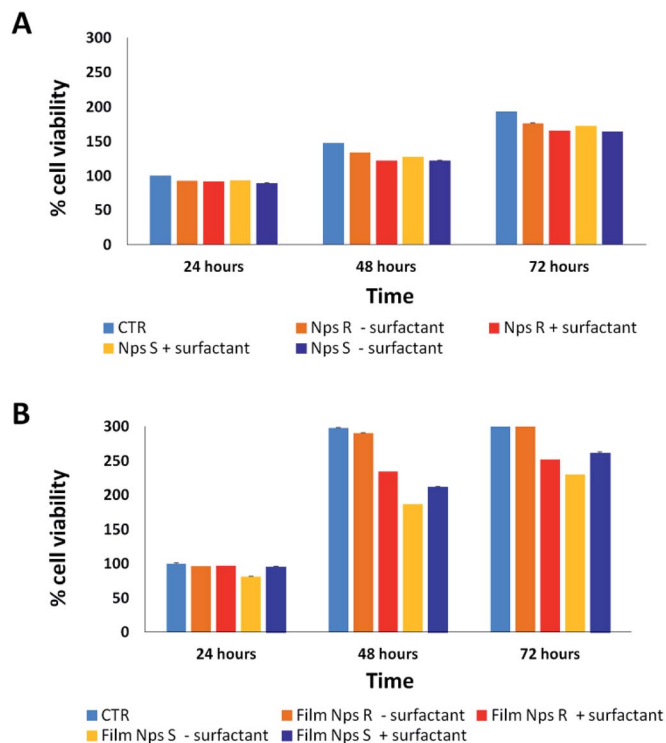 A
300
250
200
150
100
50
0
% cell viability
24 hours 48 hours 72 hours
Time
CTR Nps R - surfactant Nps R + surfactant
Nps S + surfactant Nps S - surfactant
B
300
250
200
150
100
50
0
% cell viability
24 hours 48 hours 72 hours
Time
CTR Film Nps R - surfactant Film Nps R + surfactant
Film Nps S - surfactant Film Nps S + surfactant